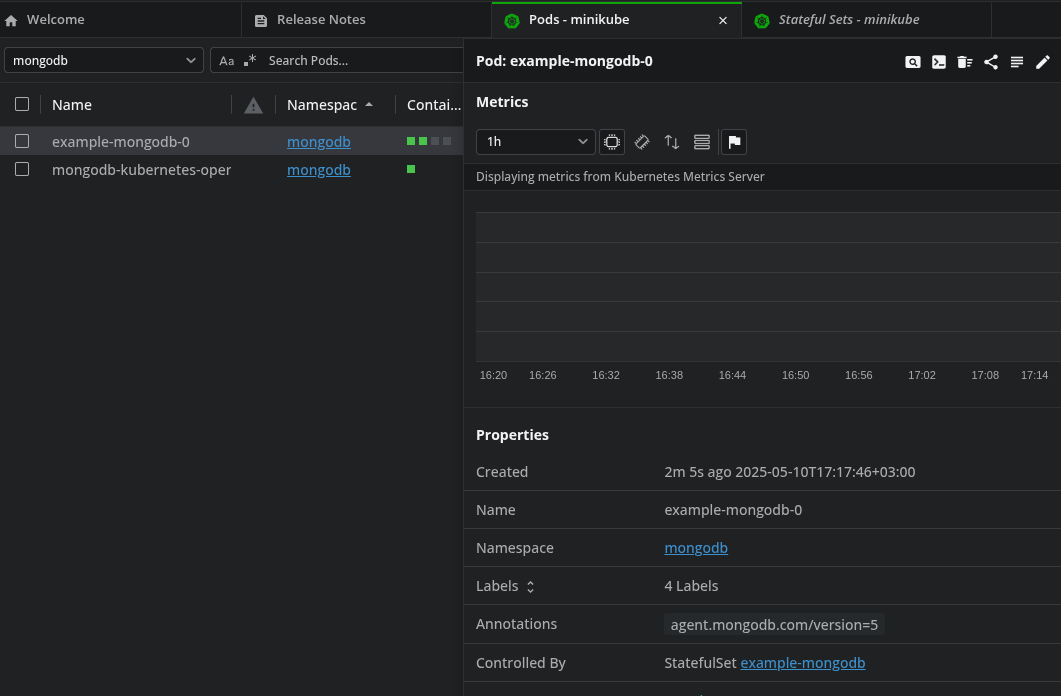 Welcome
Release Notes
Pods - minikube
Stateful Sets - minikube
mongodb
Aa .* Search Pods...
Name Namespac Contai...
example-mongodb-0 mongodb
mongodb-kubernetes-oper mongodb
Pod: example-mongodb-0
Metrics
1h
Displaying metrics from Kubernetes Metrics Server
16:20 16:26 16:32 16:38 16:44 16:50 16:56 17:02 17:08 17:14
Properties
Created 2m 5s ago 2025-05-10T17:17:46+03:00
Name example-mongodb-0
Namespace mongodb
Labels 4 Labels
Annotations agent.mongodb.com/version=5
Controlled By StatefulSet example-mongodb